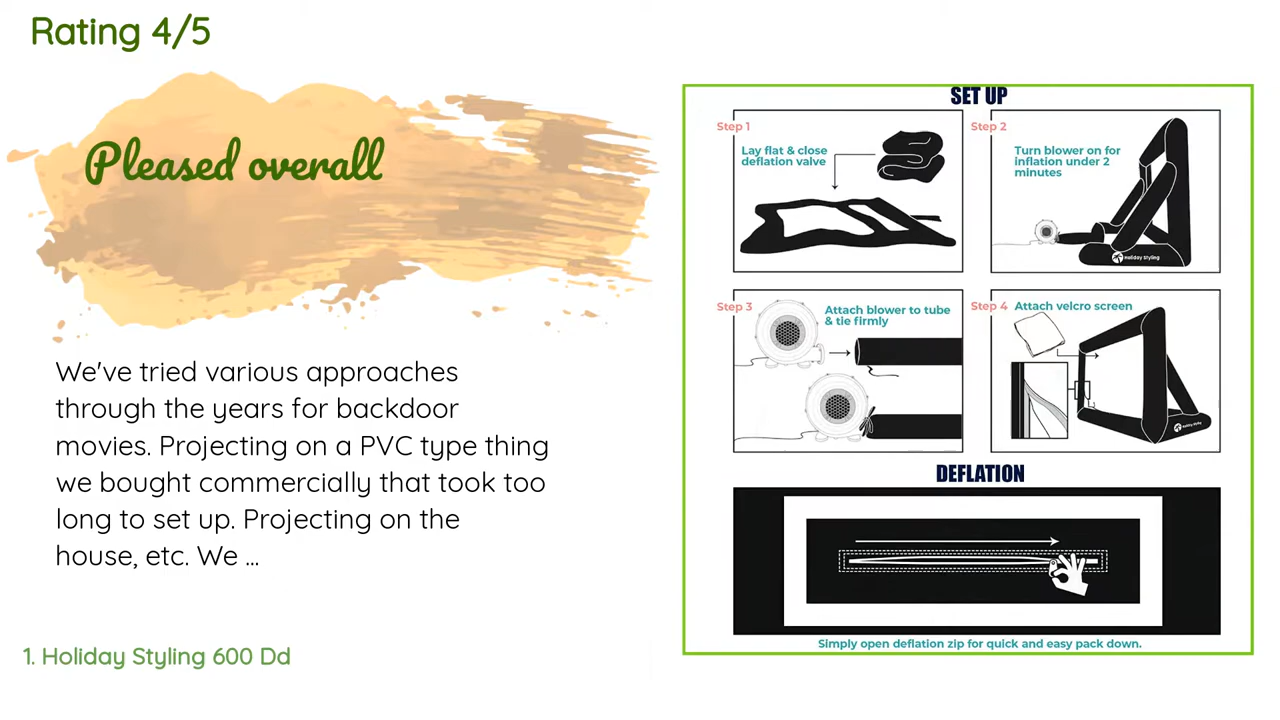 Rating 4/5
Pleased overall
We've tried various approaches
through the years for backdoor
movies. Projecting on a PVC type thing
we bought commercially that took too
long to set up. Projecting on the
house, etc. We ...
1. Holiday Styling 600 Dd
SET UP
Step 1
Lay flat & close
deflation valve
Step 2
Turn blower on for
inflation under 2
minutes
Holiday Styling
Step 3
Attach blower to tube
& tie firmly
Step 4
Attach velcro screen
Holiday Styling
DEFLATION
Simply open deflation zip for quick and easy pack down.